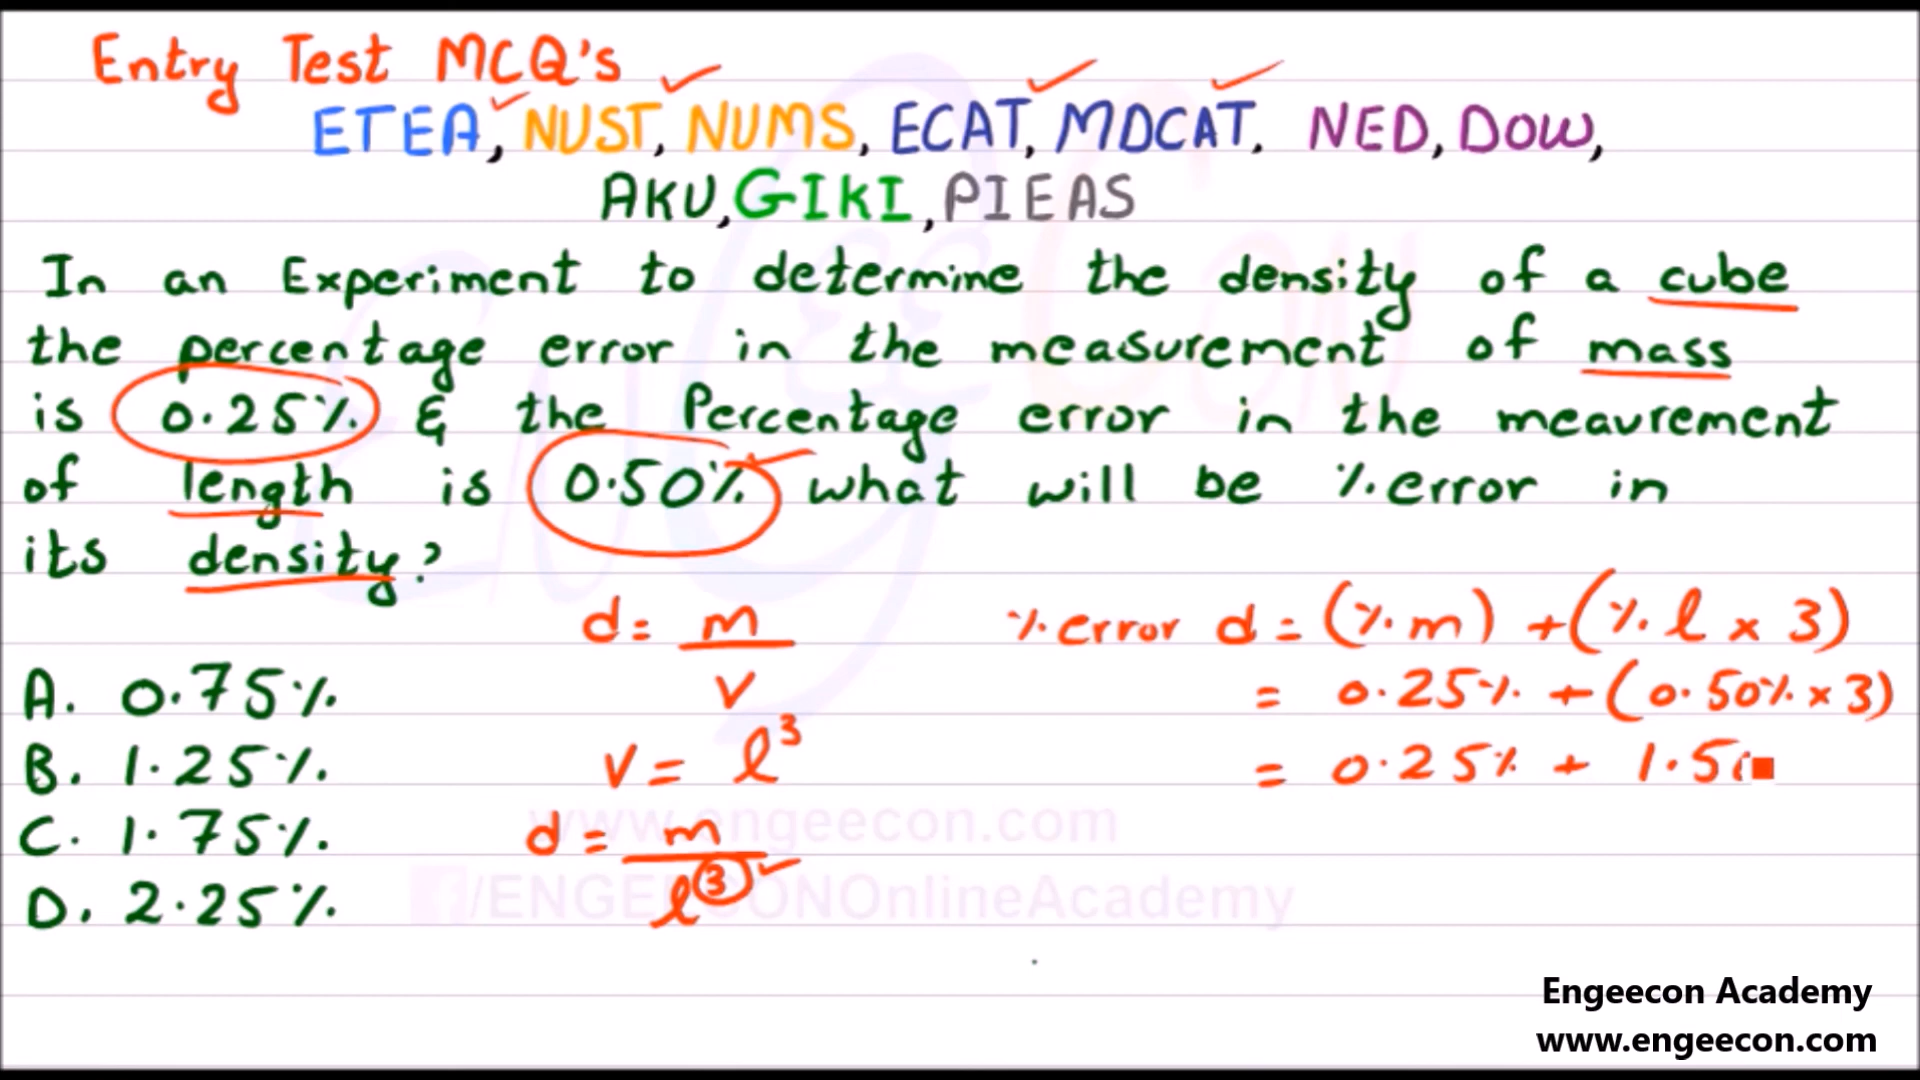 Entry Test MCQ's
ETEA, NUST, NUMS, ECAT, MDCAT, NED, DOW,
AKU, GIKI, PIEAS
In an Experiment to determine the density of a cube
the percentage error in the measurement of mass
is 0.25% & the Percentage error in the meaurement
of length is 0.50% what will be % error in
its density?
A. 0.75%
B. 1.25%
C. 1.75%
D. 2.25%
d = m
v
v = l³
d = m
l³
% error d = (% m) + (% l x 3)
= 0.25% + (0.50% x 3)
= 0.25% + 1.50
www.engeecon.com
f/ENGEECONOnlineAcademy
EnGeeCon
Engeecon Academy
www.engeecon.com